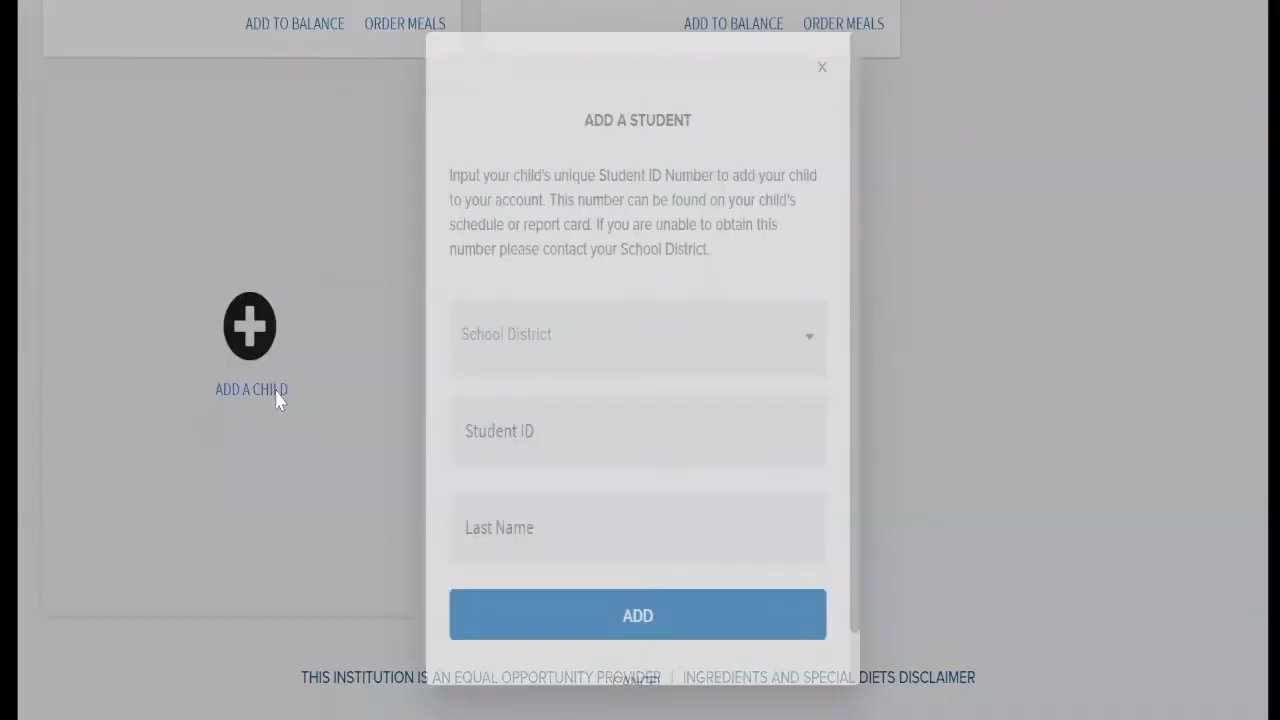 ADD TO BALANCE ORDER MEALS ADD TO BALANCE ORDER MEALS
X
ADD A STUDENT
Input your child's unique Student ID Number to add your child
to your account. This number can be found on your child's
schedule or report card. If you are unable to obtain this
number please contact your School District.
School District
Student ID
Last Name
ADD
CANCEL
ADD A CHILD
THIS INSTITUTION IS AN EQUAL OPPORTUNITY PROVIDER | INGREDIENTS AND SPECIAL DIETS DISCLAIMER